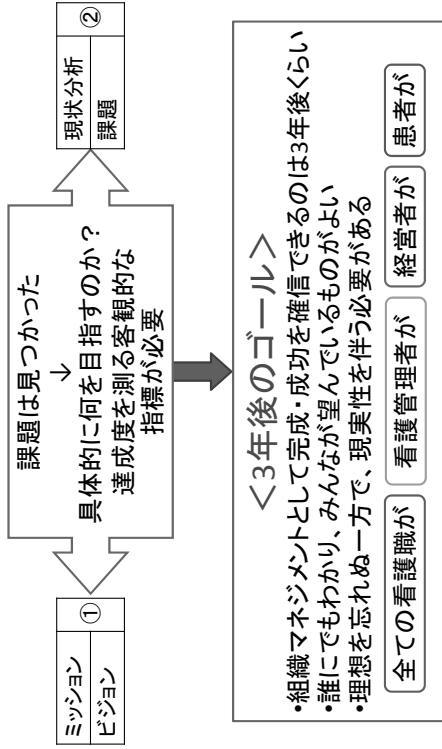 ミッション
ビジョン
①
課題は見つかった
↓
具体的に何を目指すのか？
達成度を測る客観的な
指標が必要
現状分析
課題
②
＜3年後のゴール＞
・組織マネジメントとして完成・成功を確信できるのは3年後くらい
・誰にでもわかり、みんなが望んでいるものがよい
・理想を忘れぬ一方で、現実性を伴う必要がある
全ての看護職が
看護管理者が
経営者が
患者が